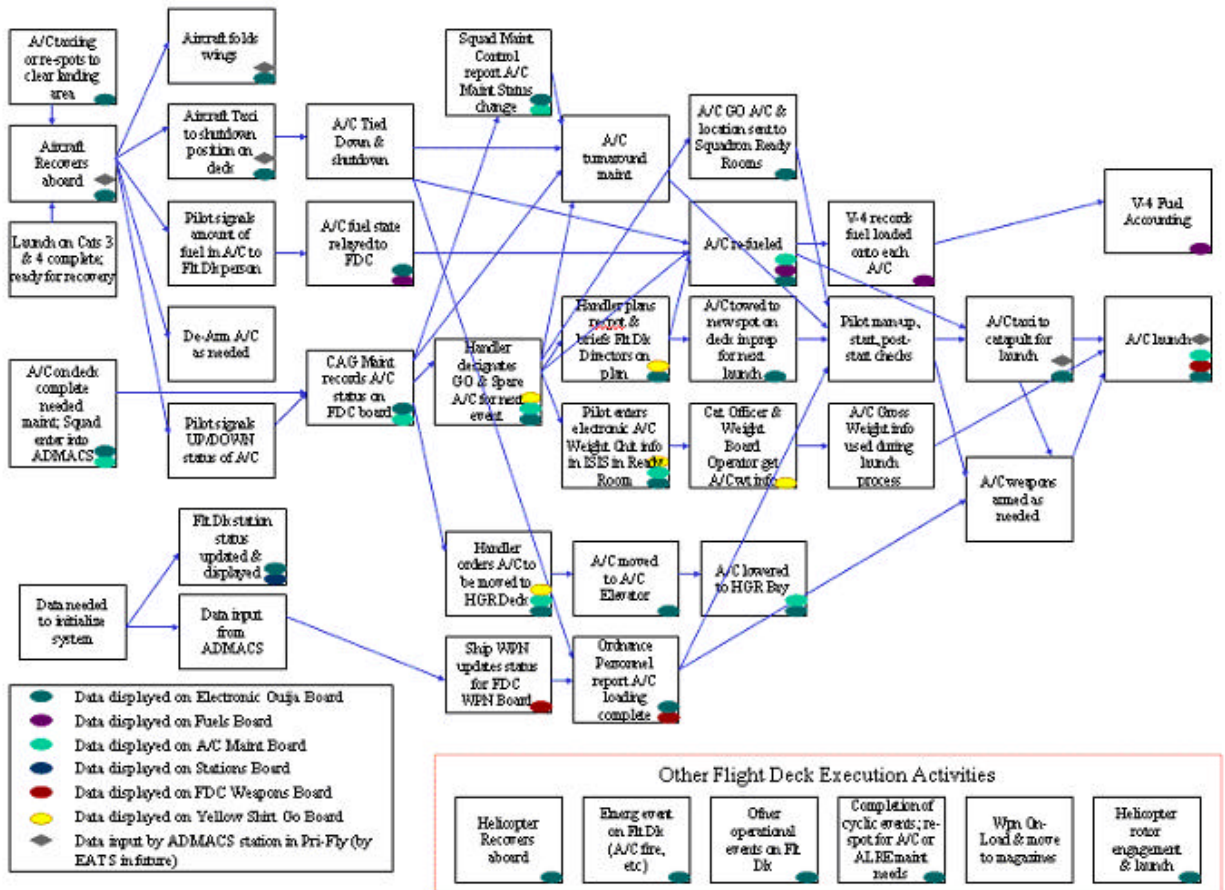 A/C taxiing
or re-spots to
clear landing
area
Aircraft
Recovers
aboard
Launch on Cats 3
& 4 complete;
ready for recovery
A/C on deck
complete
needed
maint; Squad
enter into
ADMACS
Aircraft folds
wings
Aircraft Taxi
to shutdown
position on
deck
Pilot signals
amount of
fuel in A/C to
Flt Dk person
De-Arm A/C
as needed
Pilot signals
UP/DOWN
status of A/C
A/C Tied
Down &
shutdown
A/C fuel state
relayed to
FDC
CAG Maint
records A/C
status on
FDC board
Squad Maint
Control
report A/C
Maint Status
change
Handler
designates
GO & Spare
A/C for next
event
A/C
turnaround
maint
Handler plans
respot &
briefs Flt Dk
Directors on
plan
Pilot enters
electronic A/C
Weight Chit info
in ISIS in Ready
Room
A/C GO A/C &
location sent to
Squadron Ready
Rooms
A/C re-fueled
A/C towed to
new spot on
deck in prep for
next
launch
Cat. Officer &
Weight
Board
Operator get
A/C wt. info
V-4 records
fuel loaded
onto each
A/C
Pilot man-up,
start, post-
start checks
A/C Gross
Weight info
used during
launch
process
A/C taxi to
catapult for
launch
A/C weapons
armed as
needed
V-4 Fuel
Accounting
A/C launch
Data needed
to initialize
system
Flt Dk station
status
updated &
displayed
Data input
from
ADMACS
Handler
orders A/C to
be moved to
HGR Deck
A/C moved
to A/C
Elevator
A/C lowered
to HGR Bay
Ship WPN
updates status
for FDC
WPN Board
Ordnance
Personnel
report A/C
loading
complete
Data displayed on Electronic Ouija Board
Data displayed on Fuels Board
Data displayed on A/C Maint Board
Data displayed on Stations Board
Data displayed on FDC Weapons Board
Data displayed on Yellow Shirt Go Board
Data input by ADMACS station in Pri-Fly (by
EATS in future)
Other Flight Deck Execution Activities
Helicopter
Recovers
aboard
Emerg event
on Flt Dk
(A/C fire,
etc)
Other
operational
events on Flt
Dk
Completion of
cyclic events; re-
spot for A/C or
ALRE maint
needs
Wpn On-
Load & move
to magazines
Helicopter
rotor
engagement
& launch